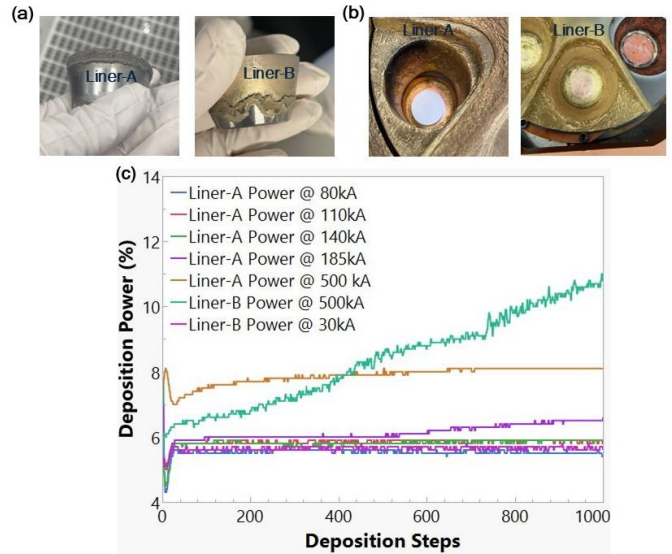 (a)
(b)
Liner-A
Liner-B
Liner-A
Liner-B
(c)
14
12
10
8
6
4
Deposition Power (%)
Liner-A Power @ 80kA
Liner-A Power @ 110kA
Liner-A Power @ 140kA
Liner-A Power @ 185kA
Liner-A Power @ 500 kA
Liner-B Power @ 500kA
Liner-B Power @ 30kA
0 200 400 600 800 1000
Deposition Steps